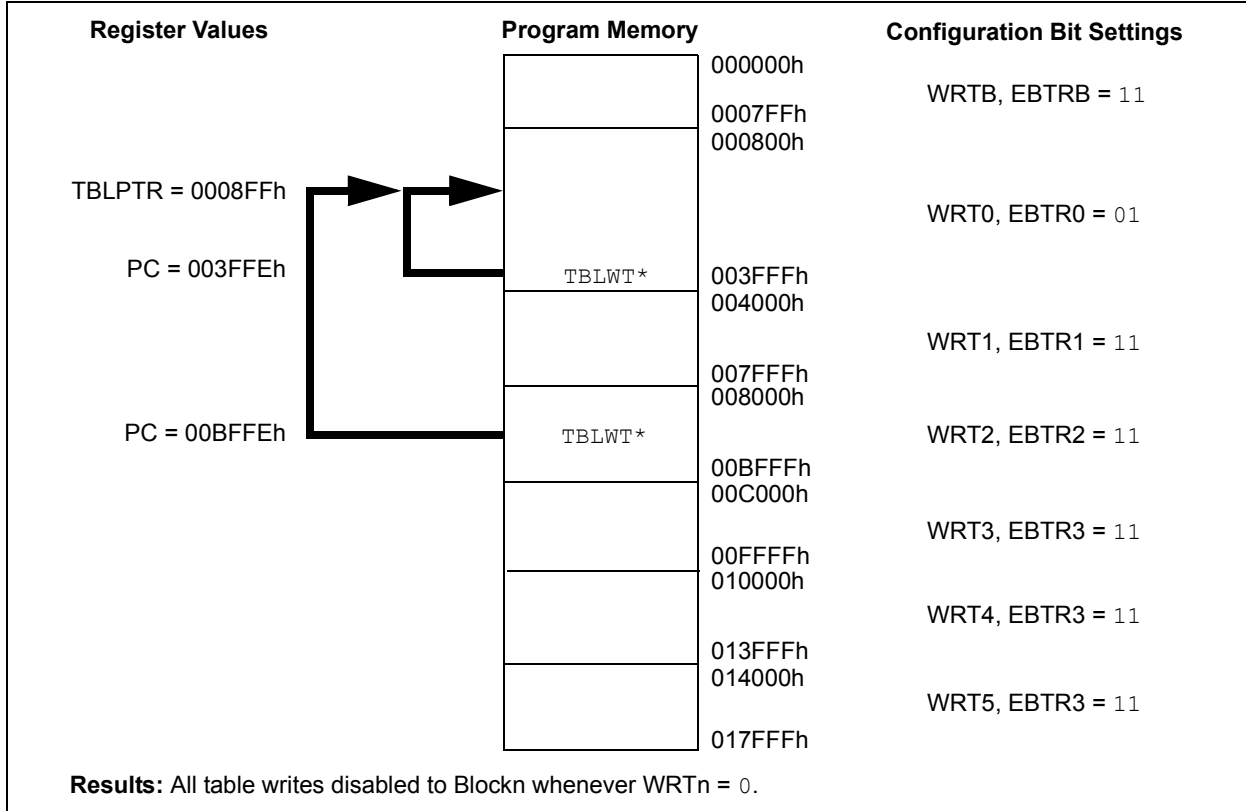 Register Values Program Memory Configuration Bit Settings
000000h
WRTB, EBTRB = 11
0007FFh
000800h
TBLPTR = 0008FFh
WRT0, EBTR0 = 01
PC = 003FFEh TBLWT* 003FFFh
004000h
WRT1, EBTR1 = 11
007FFFh
008000h
PC = 00BFFEh TBLWT* WRT2, EBTR2 = 11
00BFFFh
00C000h
WRT3, EBTR3 = 11
00FFFFh
010000h
WRT4, EBTR3 = 11
013FFFh
014000h
WRT5, EBTR3 = 11
017FFFh
Results: All table writes disabled to Blockn whenever WRTn = 0.